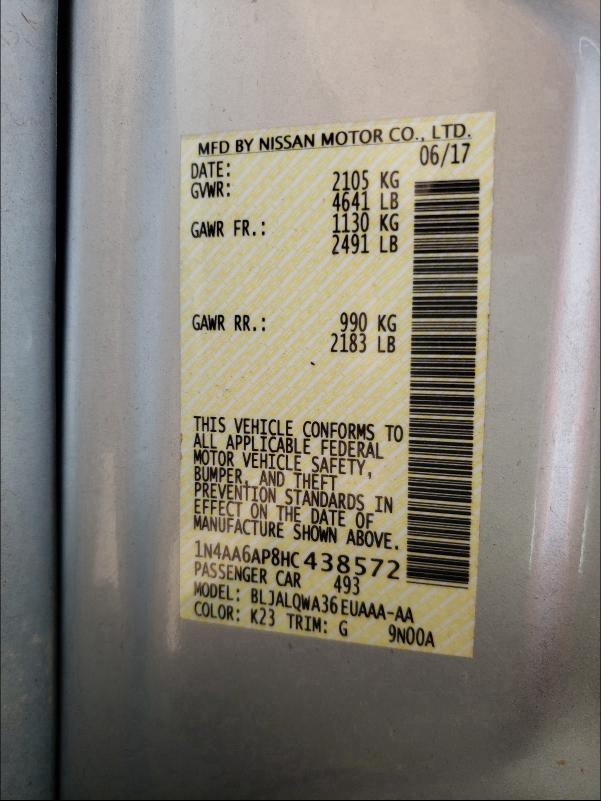 MFD BY NISSAN MOTOR CO., LTD.
DATE: 06/17
GVWR: 2105 KG
4641 LB
GAWR FR.: 1130 KG
2491 LB
GAWR RR.: 990 KG
2183 LB
THIS VEHICLE CONFORMS TO
ALL APPLICABLE FEDERAL
MOTOR VEHICLE SAFETY,
BUMPER, AND THEFT
PREVENTION STANDARDS IN
EFFECT ON THE DATE OF
MANUFACTURE SHOWN ABOVE.
1N4AA6AP8HC438572
PASSENGER CAR 493
MODEL: BLJALQWA36EUAAA-AA
COLOR: K23 TRIM: G 9N00A